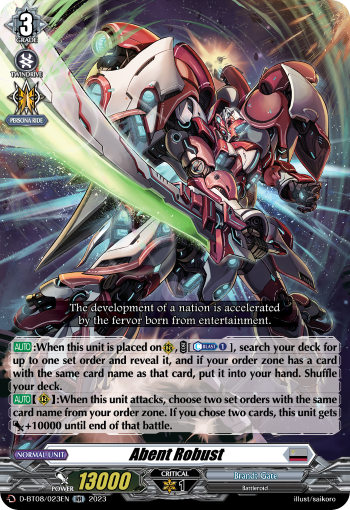 3
GRADE
TWINDRIVE
PERSONA RIDE
The development of a nation is accelerated
by the fervor born from entertainment.
AUTO:When this unit is placed on , [BLAST 1], search your deck for
up to one set order and reveal it, and if your order zone has a card
with the same card name as that card, put it into your hand. Shuffle
your deck.
AUTO[ ]:When this unit attacks, choose two set orders with the same
card name from your order zone. If you chose two cards, this unit gets
+10000 until end of that battle.
NORMAL UNIT
Abent Robust
POWER 13000
CRITICAL
1
Brandt Gate
Battleroid
D-BT08/023EN RR 2023
illust/saikoro